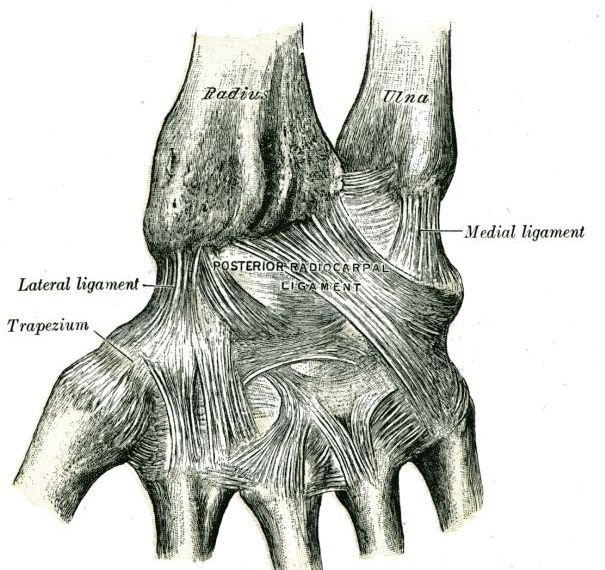 Radius
Ulna
Medial ligament
POSTERIOR RADIOCARPAL
LIGAMENT
Lateral ligament
Trapezium